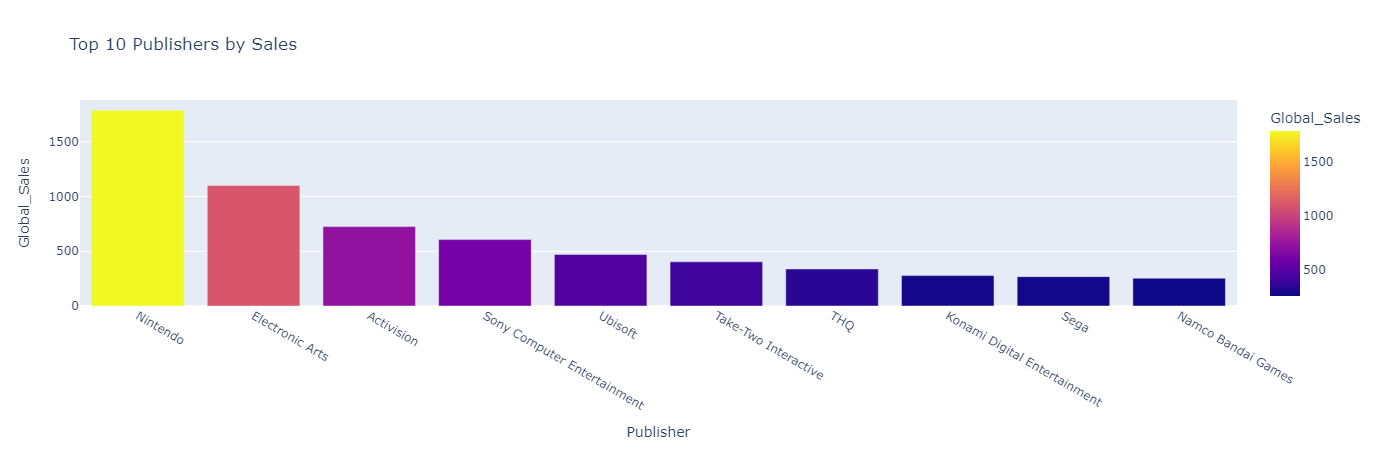 Top 10 Publishers by Sales
Global_Sales
1500
1000
500
0
Nintendo
Electronic Arts
Activision
Sony Computer Entertainment
Ubisoft
Take-Two Interactive
THQ
Konami Digital Entertainment
Sega
Namco Bandai Games
Publisher
Global_Sales
1500
1000
500